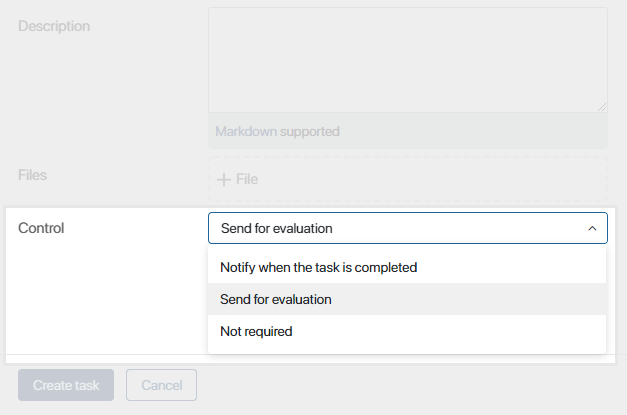 Description
Markdown supported
Files
+ File
Control
Send for evaluation
Notify when the task is completed
Send for evaluation
Not required
Create task
Cancel